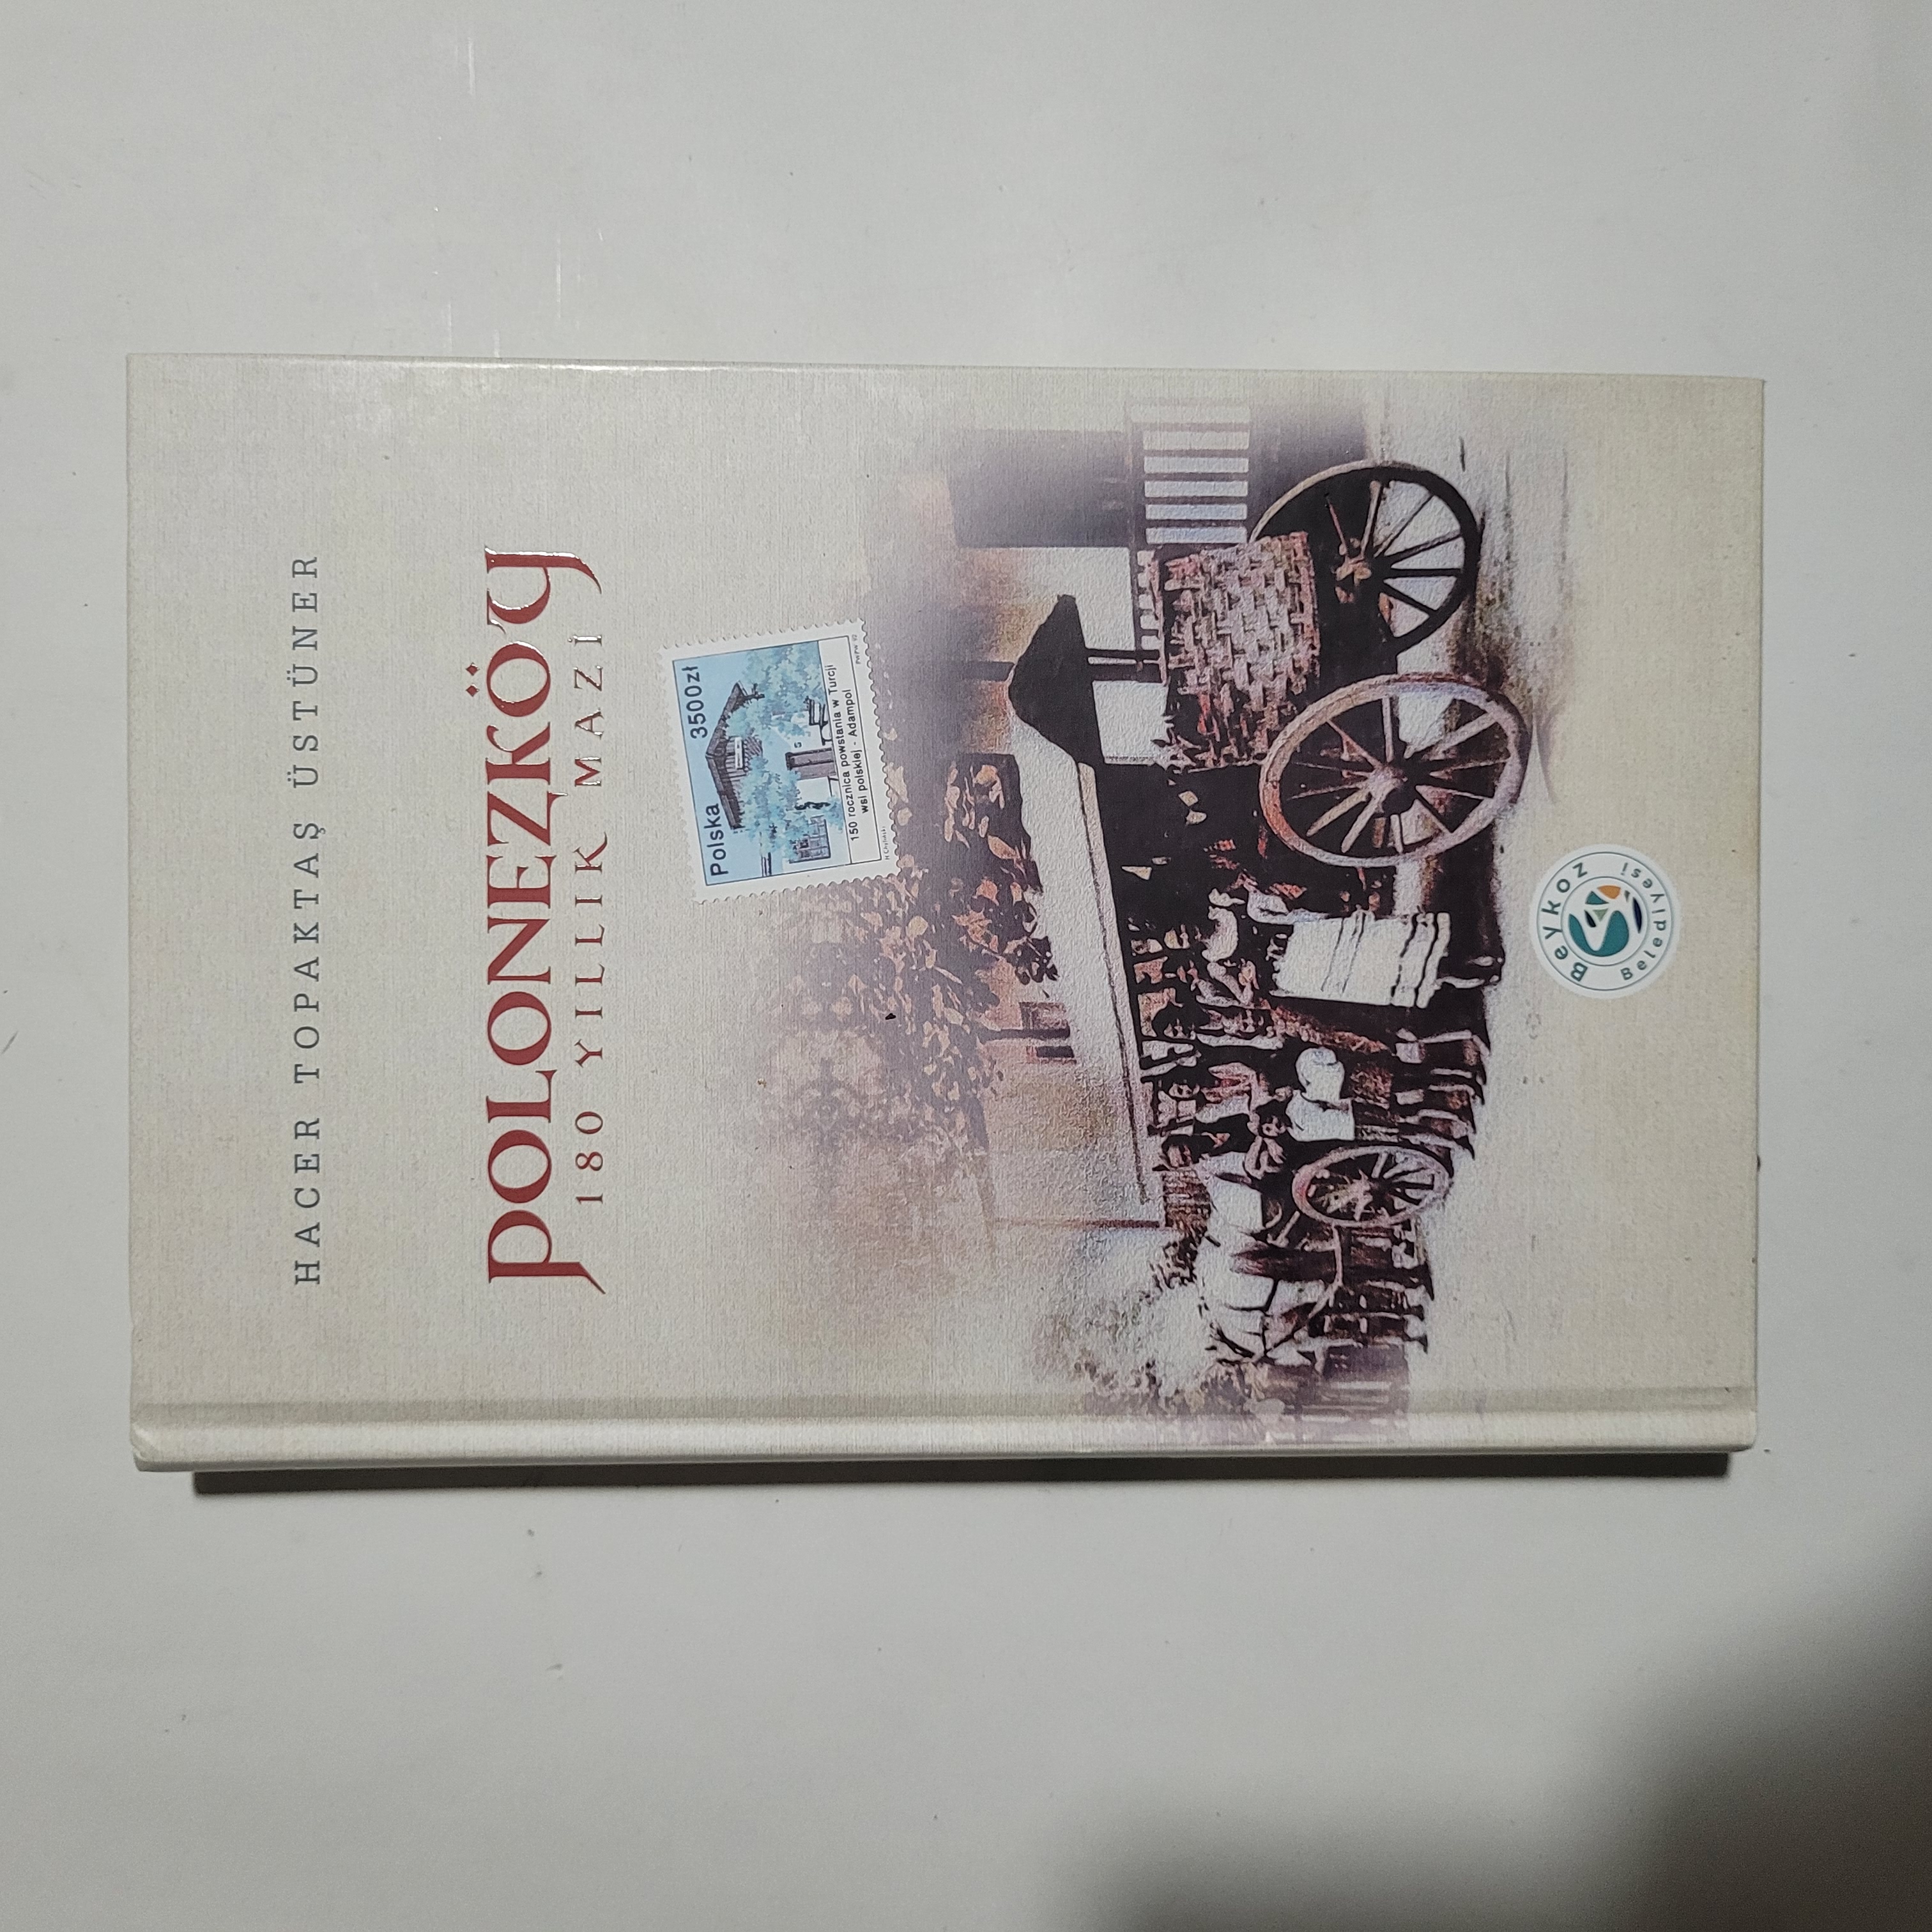 HACER TOPAKTAŞ ÜSTÜNER
POLONEZKÖY
180 YILLIK MAZİ
Polska 3500zł
150 rocznica powstania w Turcji
wsi polskiej - Adampol
Beykoz
Belediyesi